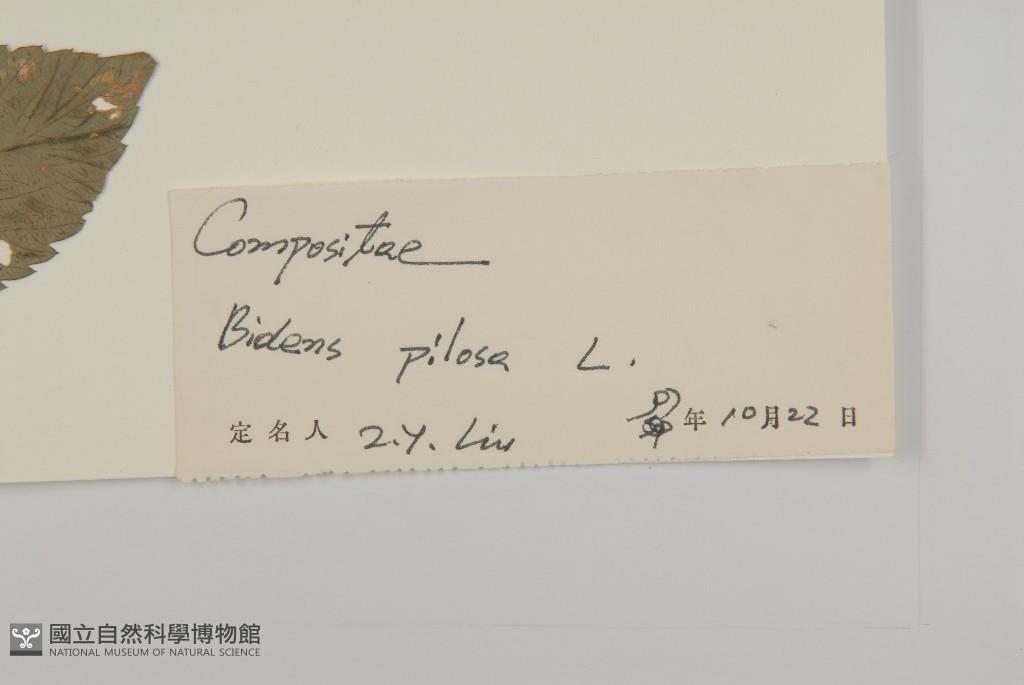 Compositae
Bidens pilosa L.
定名人 Z.Y. Liu 年 10月22日
國立自然科學博物館
NATIONAL MUSEUM OF NATURAL SCIENCE